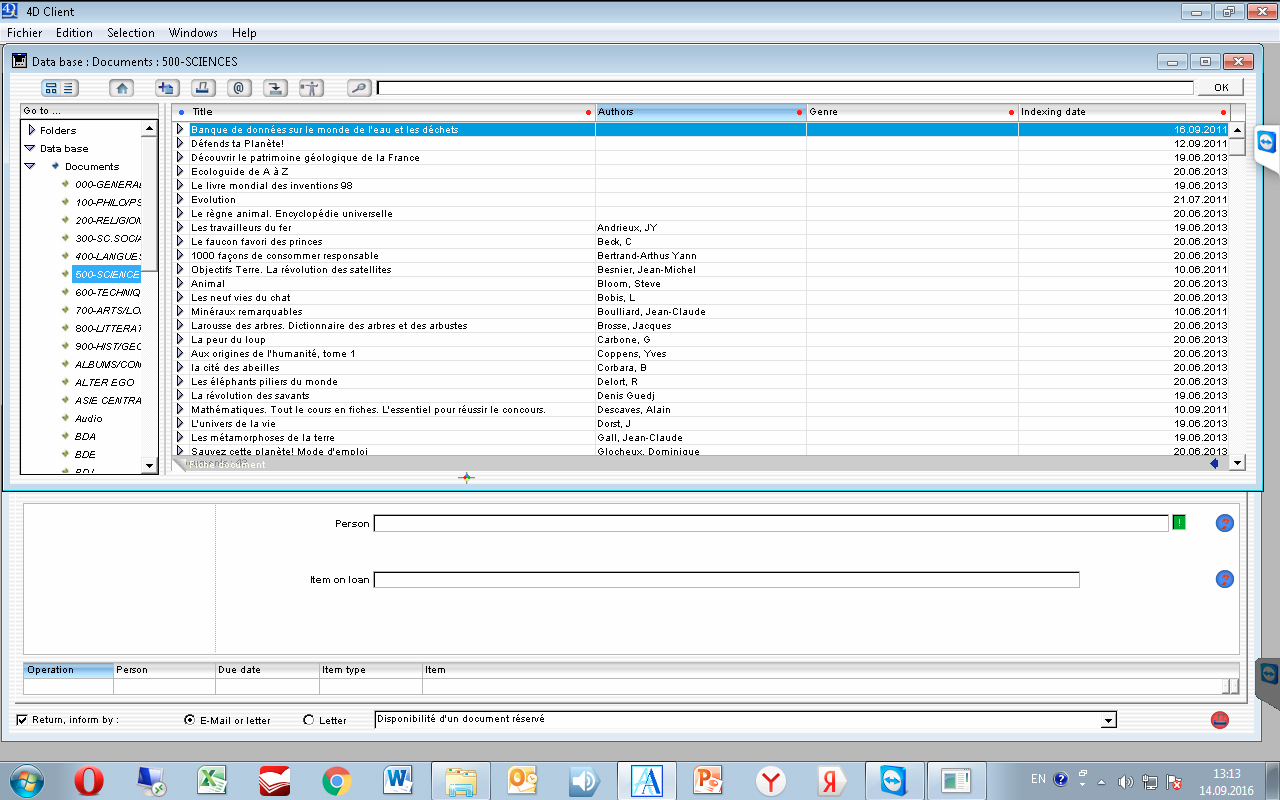 4D Client
Fichier Edition Selection Windows Help
Data base : Documents : 500-SCIENCES
OK
Go to ...
Folders
Data base
Documents
000-GENERAL
100-PHILO/PS
200-RELIGION
300-SC.SOCIA
400-LANGUES
500-SCIENCE
600-TECHNIQ
700-ARTS/LO
800-LITTERAT
900-HIST/GEO
ALBUMS/CON
ALTER EGO
ASIE CENTRA
Audio
BDA
BDE
BDJ
Title Authors Genre Indexing date
Banque de données sur le monde de l'eau et les déchets 16.09.2011
Défends ta Planète! 12.09.2011
Découvrir le patrimoine géologique de la France 19.06.2013
Ecologuide de A à Z 20.06.2013
Le livre mondial des inventions 98 19.06.2013
Evolution 21.07.2011
Le règne animal. Encyclopédie universelle 20.06.2013
Les travailleurs du fer Andrieux, JY 19.06.2013
Le faucon favori des princes Beck, C 20.06.2013
1000 façons de consommer responsable Bertrand-Arthus Yann 20.06.2013
Objectifs Terre. La révolution des satellites Besnier, Jean-Michel 10.06.2011
Animal Bloom, Steve 20.06.2013
Les neuf vies du chat Bobis, L 20.06.2013
Minéraux remarquables Boulliard, Jean-Claude 10.06.2011
Larousse des arbres. Dictionnaire des arbres et des arbustes Brosse, Jacques 20.06.2013
La peur du loup Carbone, G 20.06.2013
Aux origines de l'humanité, tome 1 Coppens, Yves 20.06.2013
la cité des abeilles Corbara, B 20.06.2013
Les éléphants piliers du monde Delort, R 20.06.2013
La révolution des savants Denis Guedj 19.06.2013
Mathématiques. Tout le cours en fiches. L'essentiel pour réussir le concours. Descaves, Alain 10.09.2011
L'univers de la vie Dorst, J 19.06.2013
Les métamorphoses de la terre Gall, Jean-Claude 19.06.2013
Sauvez cette planète! Mode d'emploi Glocheux, Dominique 20.06.2013
Fiche document
Person
Item on loan
Operation Person Due date Item type Item
Return, inform by : E-Mail or letter Letter Disponibilité d'un document réservé
EN 13:13
14.09.2016